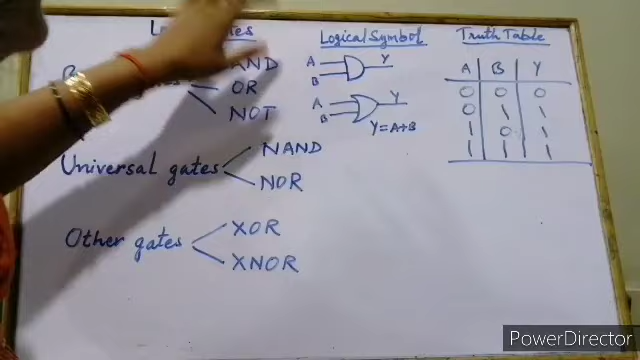 Logical Symbol
Truth Table
AND
OR
NOT
Universal gates
NAND
NOR
Other gates
XOR
XNOR
A
B
Y
A
B
Y
Y=A+B
A B Y
0 0 0
0 1 1
1 0 1
1 1 1
PowerDirector